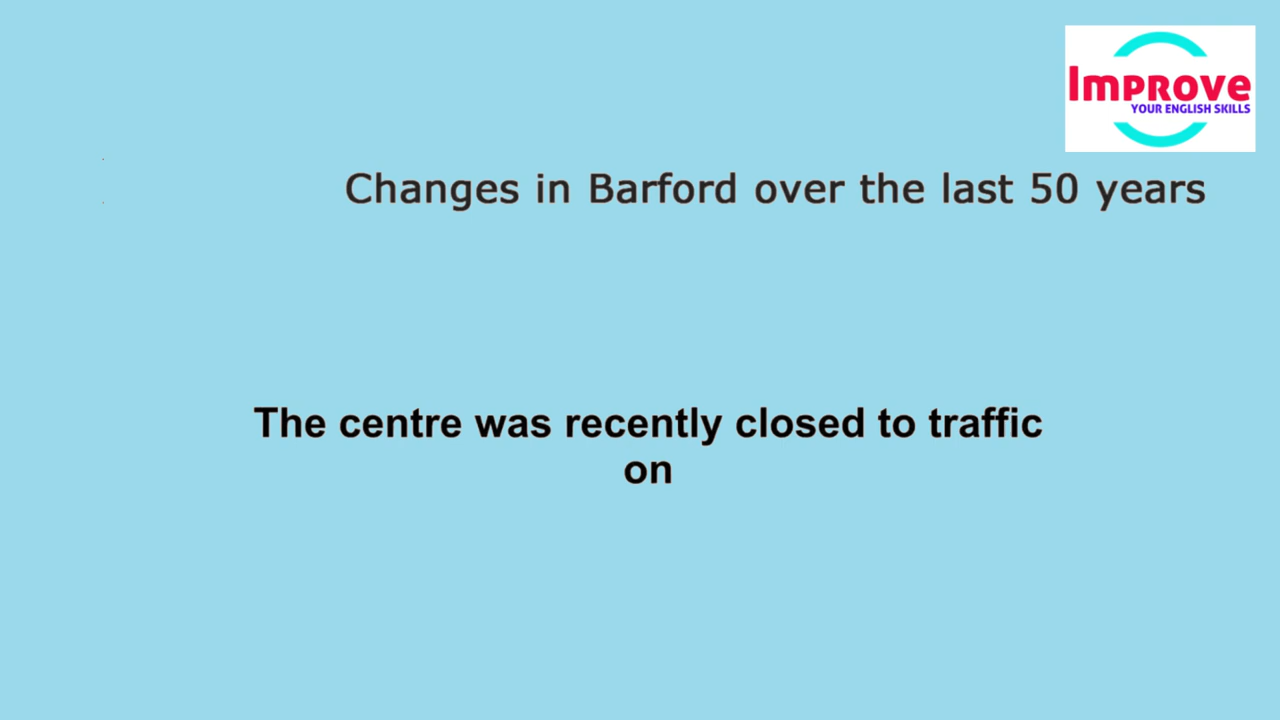 Improve
YOUR ENGLISH SKILLS
Changes in Barford over the last 50 years
The centre was recently closed to traffic
on